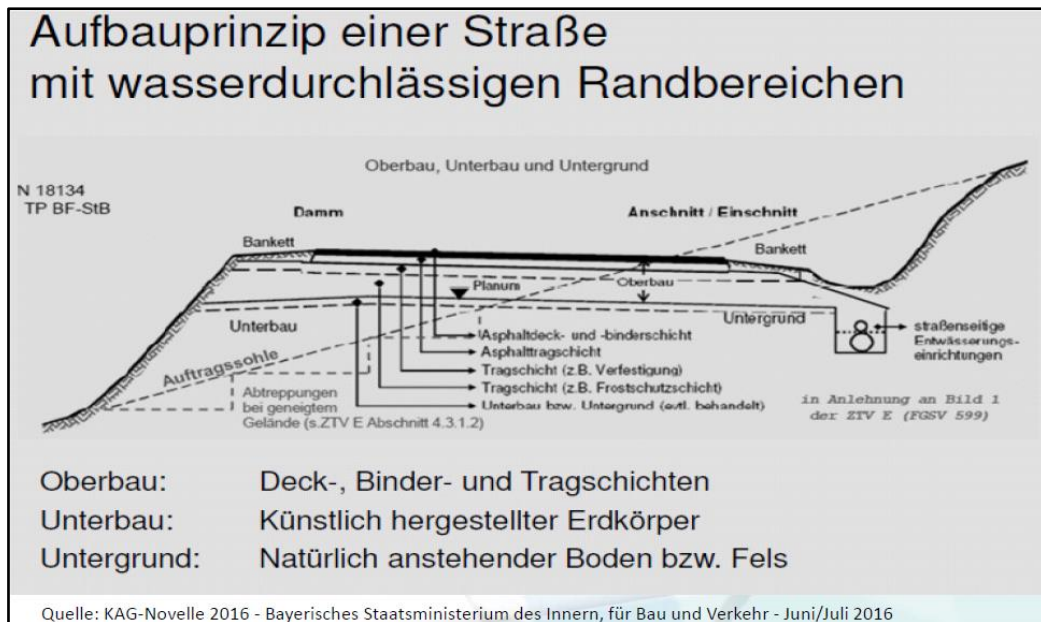 Aufbauprinzip einer Straße
mit wasserdurchlässigen Randbereichen
Oberbau, Unterbau und Untergrund
N 18134
TP BF-StB
Damm
Anschnitt / Einschnitt
Bankett
Bankett
Planum
Oberbau
Unterbau
Untergrund
Auftragssohle
Asphaltdeck- und -binderschicht
Asphalttragschicht
Tragschicht (z.B. Verfestigung)
Tragschicht (z.B. Frostschutzschicht)
Unterbau bzw. Untergrund (evtl. behandelt)
straßenseitige
Entwässerungs-
einrichtungen
Abtreppungen
bei geneigtem
Gelände (s.ZTV E Abschnitt 4.3.1.2)
in Anlehnung an Bild 1
der ZTV E (FGSV 599)
Oberbau: Deck-, Binder- und Tragschichten
Unterbau: Künstlich hergestellter Erdkörper
Untergrund: Natürlich anstehender Boden bzw. Fels
Quelle: KAG-Novelle 2016 - Bayerisches Staatsministerium des Innern, für Bau und Verkehr - Juni/Juli 2016